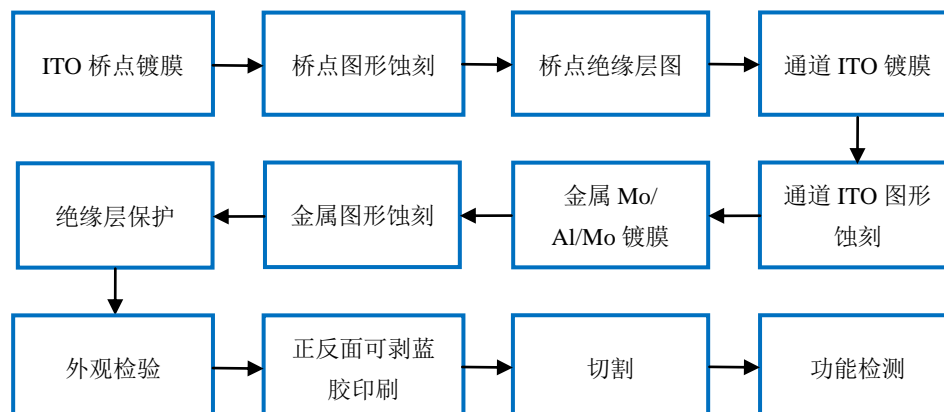 ITO 桥点镀膜
桥点图形蚀刻
桥点绝缘层图
通道 ITO 镀膜
绝缘层保护
金属图形蚀刻
金属 Mo/
Al/Mo 镀膜
通道 ITO 图形
蚀刻
外观检验
正反面可剥蓝
胶印刷
切割
功能检测